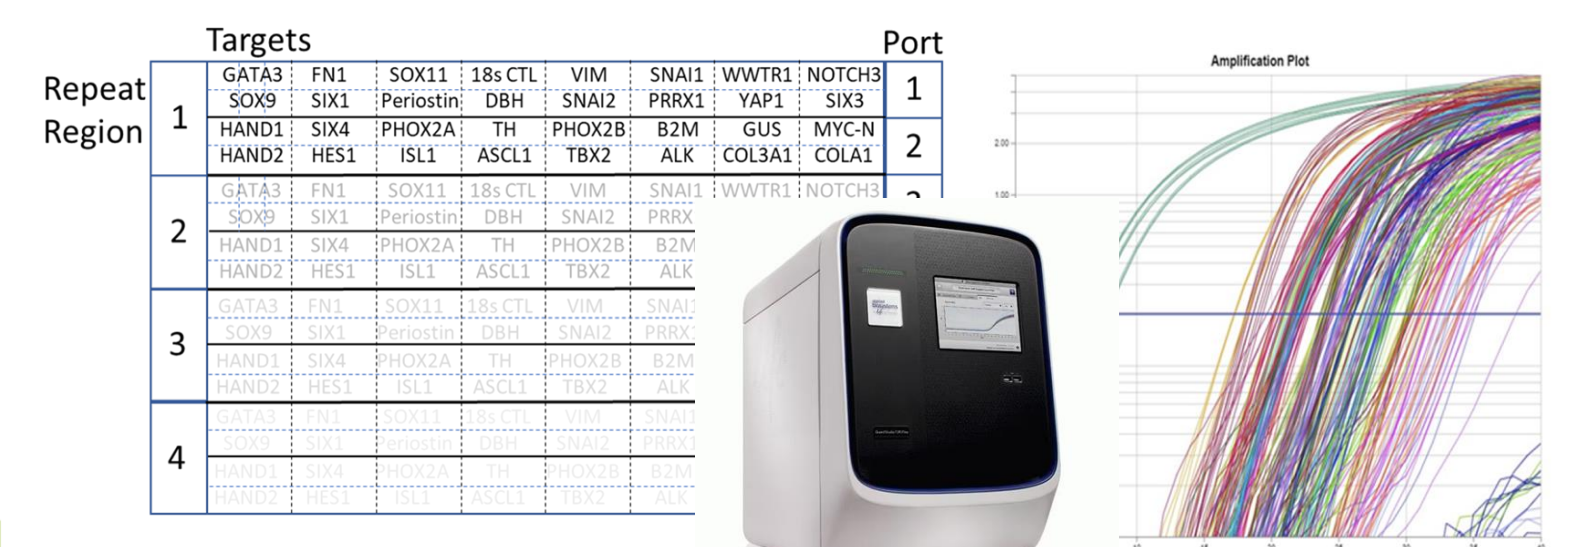 Targets
Port
Repeat
Region
1
GATA3 FN1 SOX11 18s CTL VIM SNAI1 WWTR1 NOTCH3
1
SOX9 SIX1 Periostin DBH SNAI2 PRRX1 YAP1 SIX3
HAND1 SIX4 PHOX2A TH PHOX2B B2M GUS MYC-N
2
HAND2 HES1 ISL1 ASCL1 TBX2 ALK COL3A1 COLA1
2
GATA3 FN1 SOX11 18s CTL VIM SNAI1 WWTR1 NOTCH3
SOX9 SIX1 Periostin DBH SNAI2 PRRX
HAND1 SIX4 PHOX2A TH PHOX2B B2M
HAND2 HES1 ISL1 ASCL1 TBX2 ALK
3
GATA3 FN1 SOX11 18s CTL VIM SNAI1
SOX9 SIX1 Periostin DBH SNAI2 PRRX1
HAND1 SIX4 PHOX2A TH PHOX2B B2M
HAND2 HES1 ISL1 ASCL1 TBX2 ALK
4
GATA3 FN1 SOX11 18s CTL VIM SNAI1
SOX9 SIX1 Periostin DBH SNAI2 PRRX1
HAND1 SIX4 PHOX2A TH PHOX2B B2M
HAND2 HES1 ISL1 ASCL1 TBX2 ALK
Amplification Plot
2.00
1.00